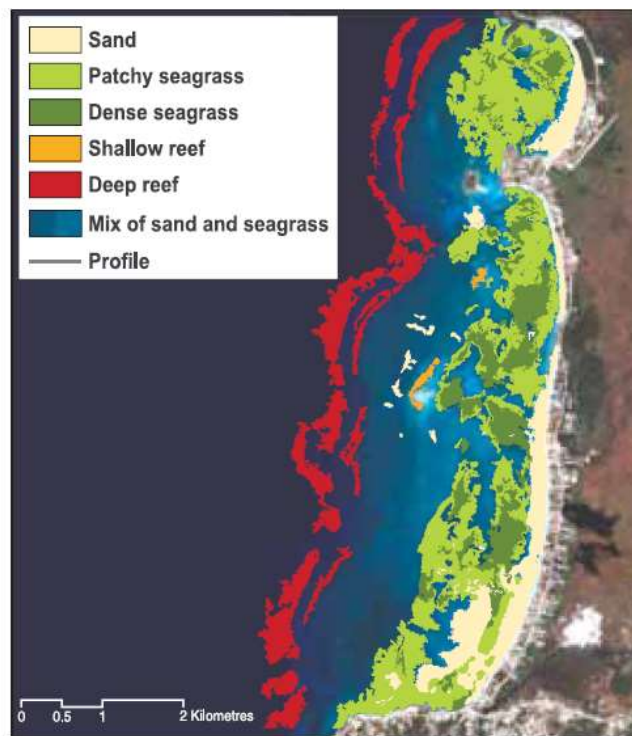 Sand
Patchy seagrass
Dense seagrass
Shallow reef
Deep reef
Mix of sand and seagrass
Profile
0 0.5 1 2 Kilometres